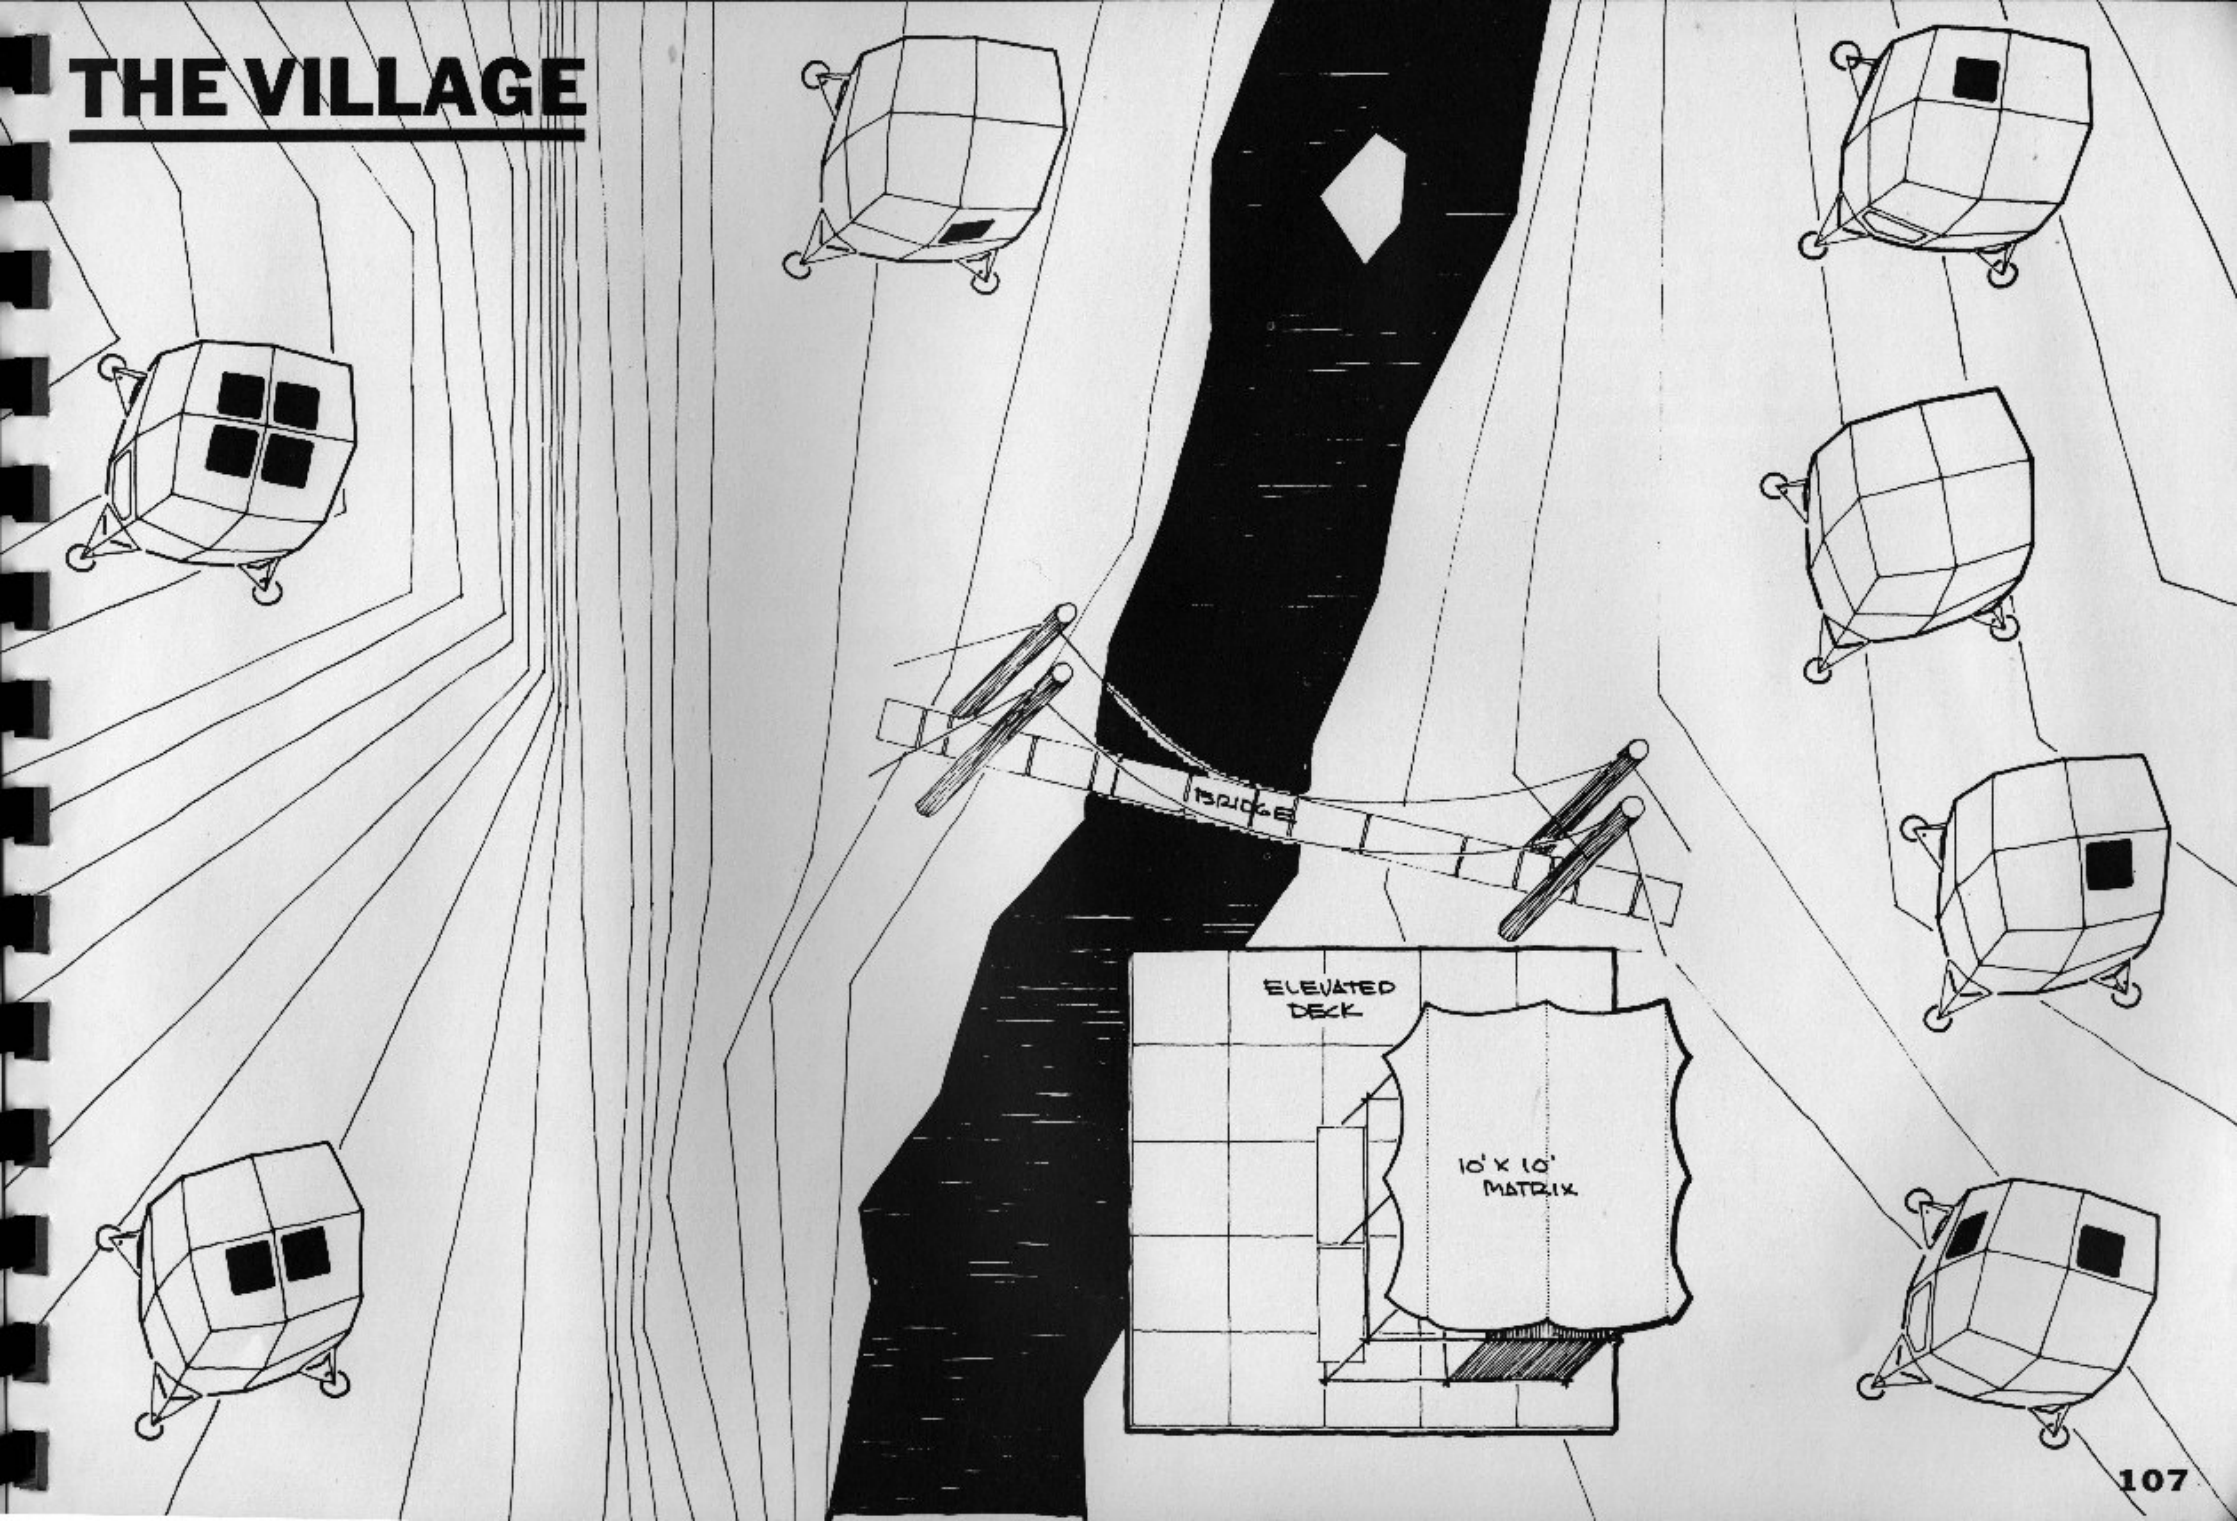 THE VILLAGE
BRIDGE
ELEVATED
DECK
10' X 10'
MATRIX
107